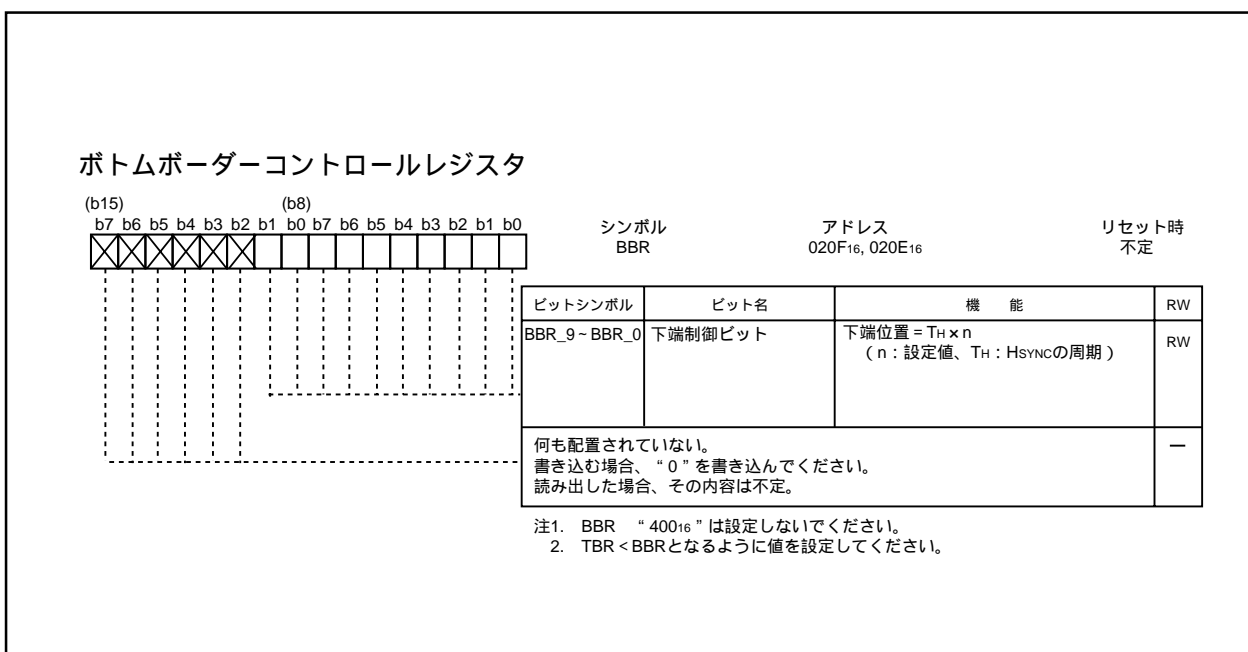 ボトムボーダーコントロールレジスタ
(b15) (b8)
b7 b6 b5 b4 b3 b2 b1 b0 b7 b6 b5 b4 b3 b2 b1 b0
シンボル アドレス リセット時
BBR 020F16, 020E16 不定
ビットシンボル ビット名 機 能 RW
BBR_9~BBR_0 下端制御ビット 下端位置=TH×n RW
(n:設定値、TH:HSYNCの周期)
何も配置されていない。 ー
書き込む場合、“0”を書き込んでください。
読み出した場合、その内容は不定。
注1. BBR “40016”は設定しないでください。
2. TBR<BBRとなるように値を設定してください。